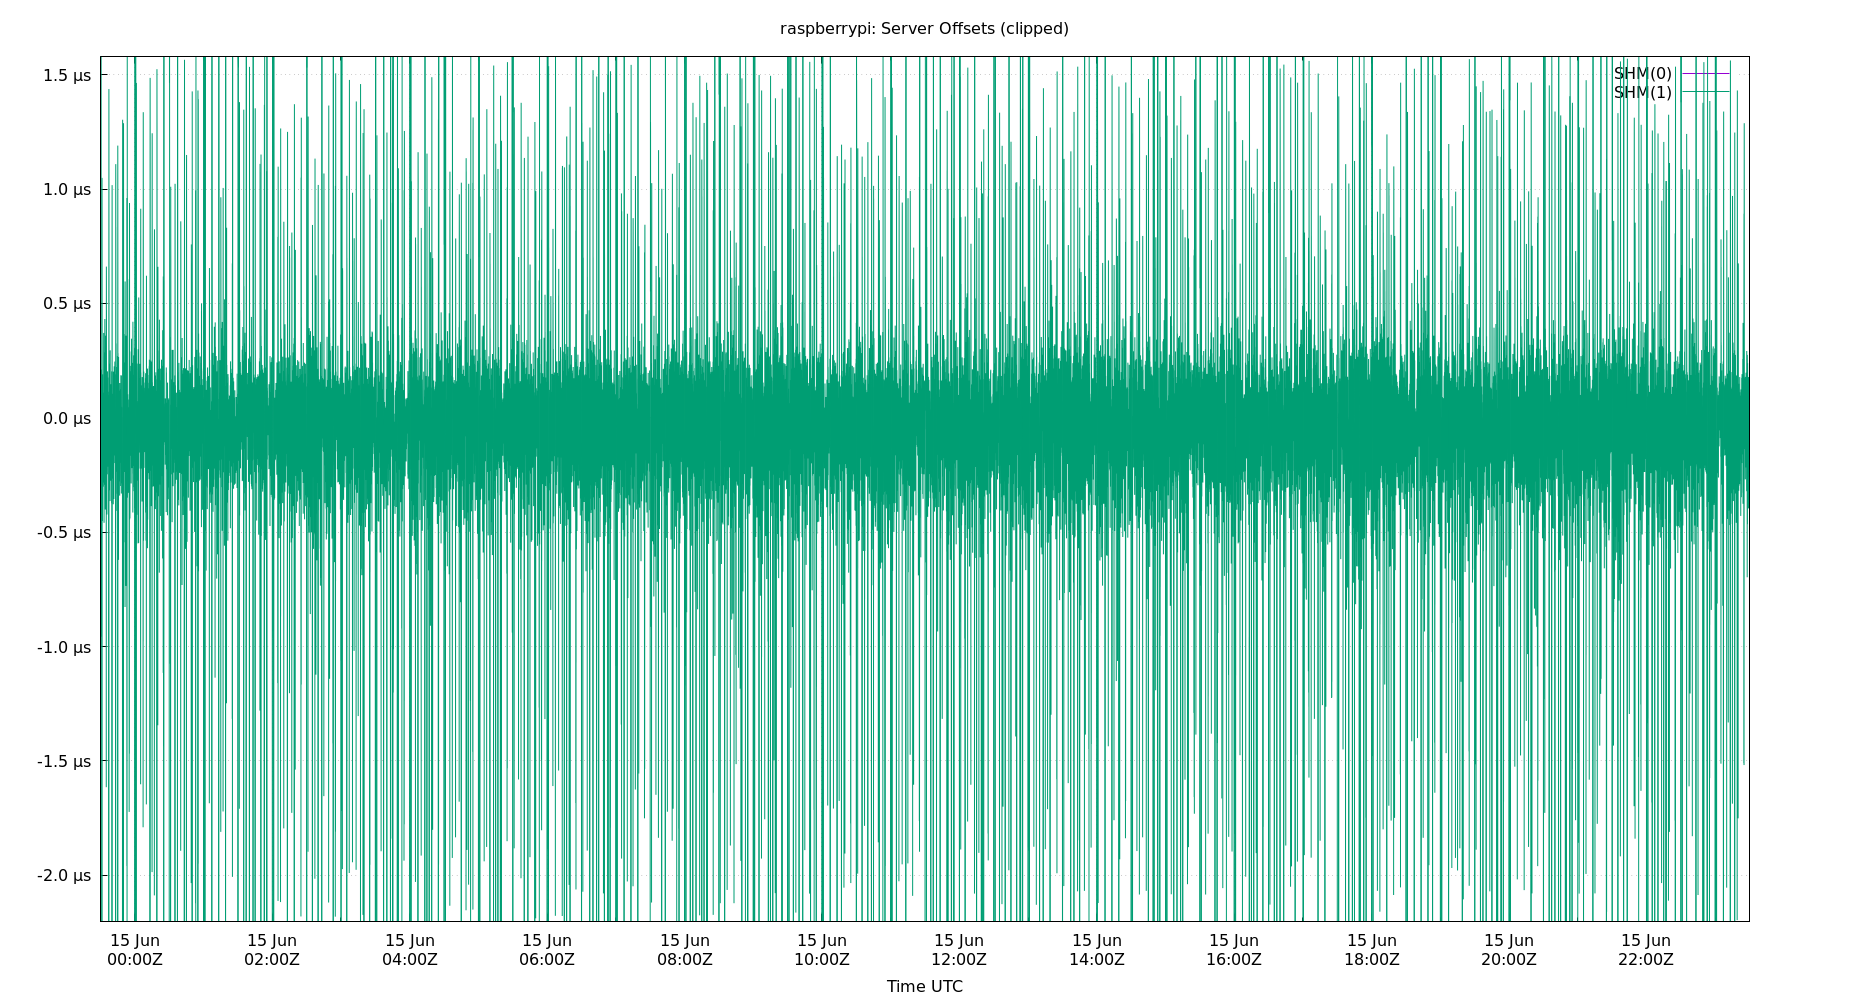 raspberrypi: Server Offsets (clipped)
1.5 µs
1.0 µs
0.5 µs
0.0 µs
-0.5 µs
-1.0 µs
-1.5 µs
-2.0 µs
SHM(0)
SHM(1)
15 Jun 15 Jun 15 Jun 15 Jun 15 Jun 15 Jun 15 Jun 15 Jun 15 Jun 15 Jun 15 Jun 15 Jun
00:00Z 02:00Z 04:00Z 06:00Z 08:00Z 10:00Z 12:00Z 14:00Z 16:00Z 18:00Z 20:00Z 22:00Z
Time UTC